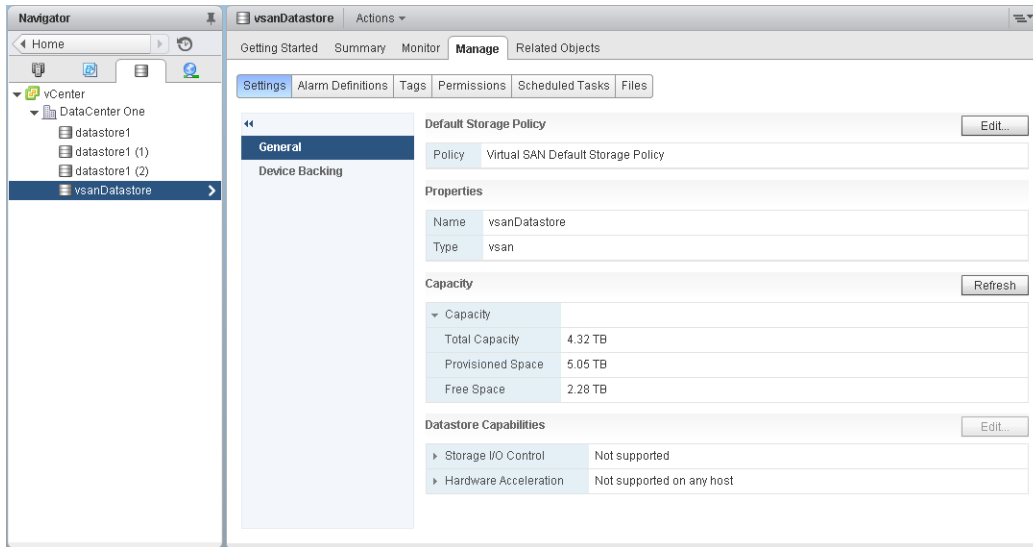 Navigator
Home
vCenter
DataCenter One
datastore1
datastore1 (1)
datastore1 (2)
vsanDatastore
vsanDatastore Actions
Getting Started Summary Monitor Manage Related Objects
Settings Alarm Definitions Tags Permissions Scheduled Tasks Files
General
Device Backing
Default Storage Policy Edit...
Policy Virtual SAN Default Storage Policy
Properties
Name vsanDatastore
Type vsan
Capacity Refresh
Capacity
Total Capacity 4.32 TB
Provisioned Space 5.05 TB
Free Space 2.28 TB
Datastore Capabilities Edit...
Storage I/O Control Not supported
Hardware Acceleration Not supported on any host